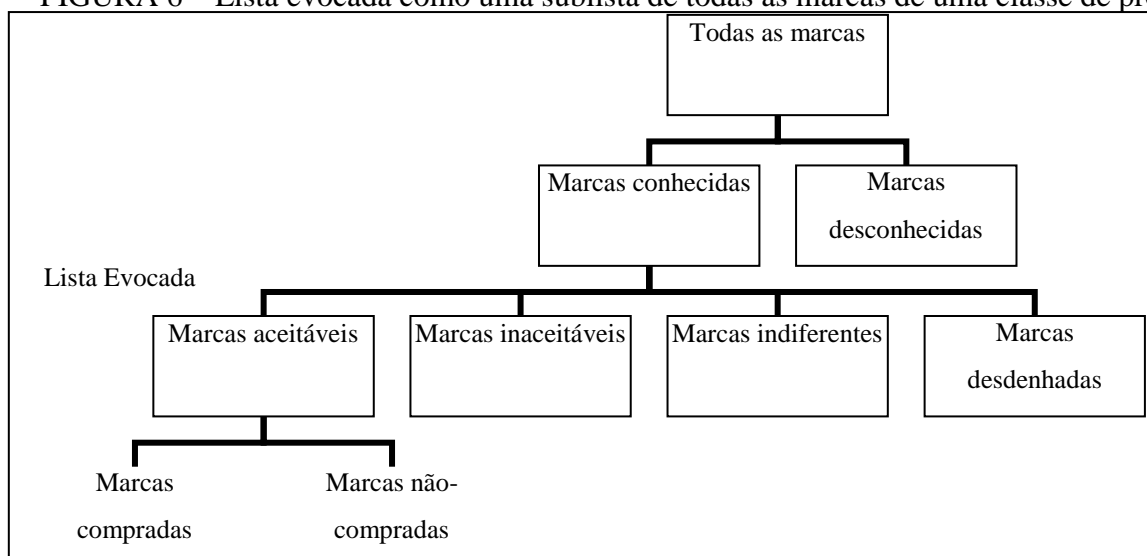 FIGURA 6 – Lista evocada como uma sublista de todas as marcas de uma classe de
Todas as marcas
Marcas conhecidas
Marcas
desconhecidas
Lista Evocada
Marcas aceitáveis
Marcas inaceitáveis
Marcas indiferentes
Marcas
desdenhadas
Marcas
compradas
Marcas não-
compradas